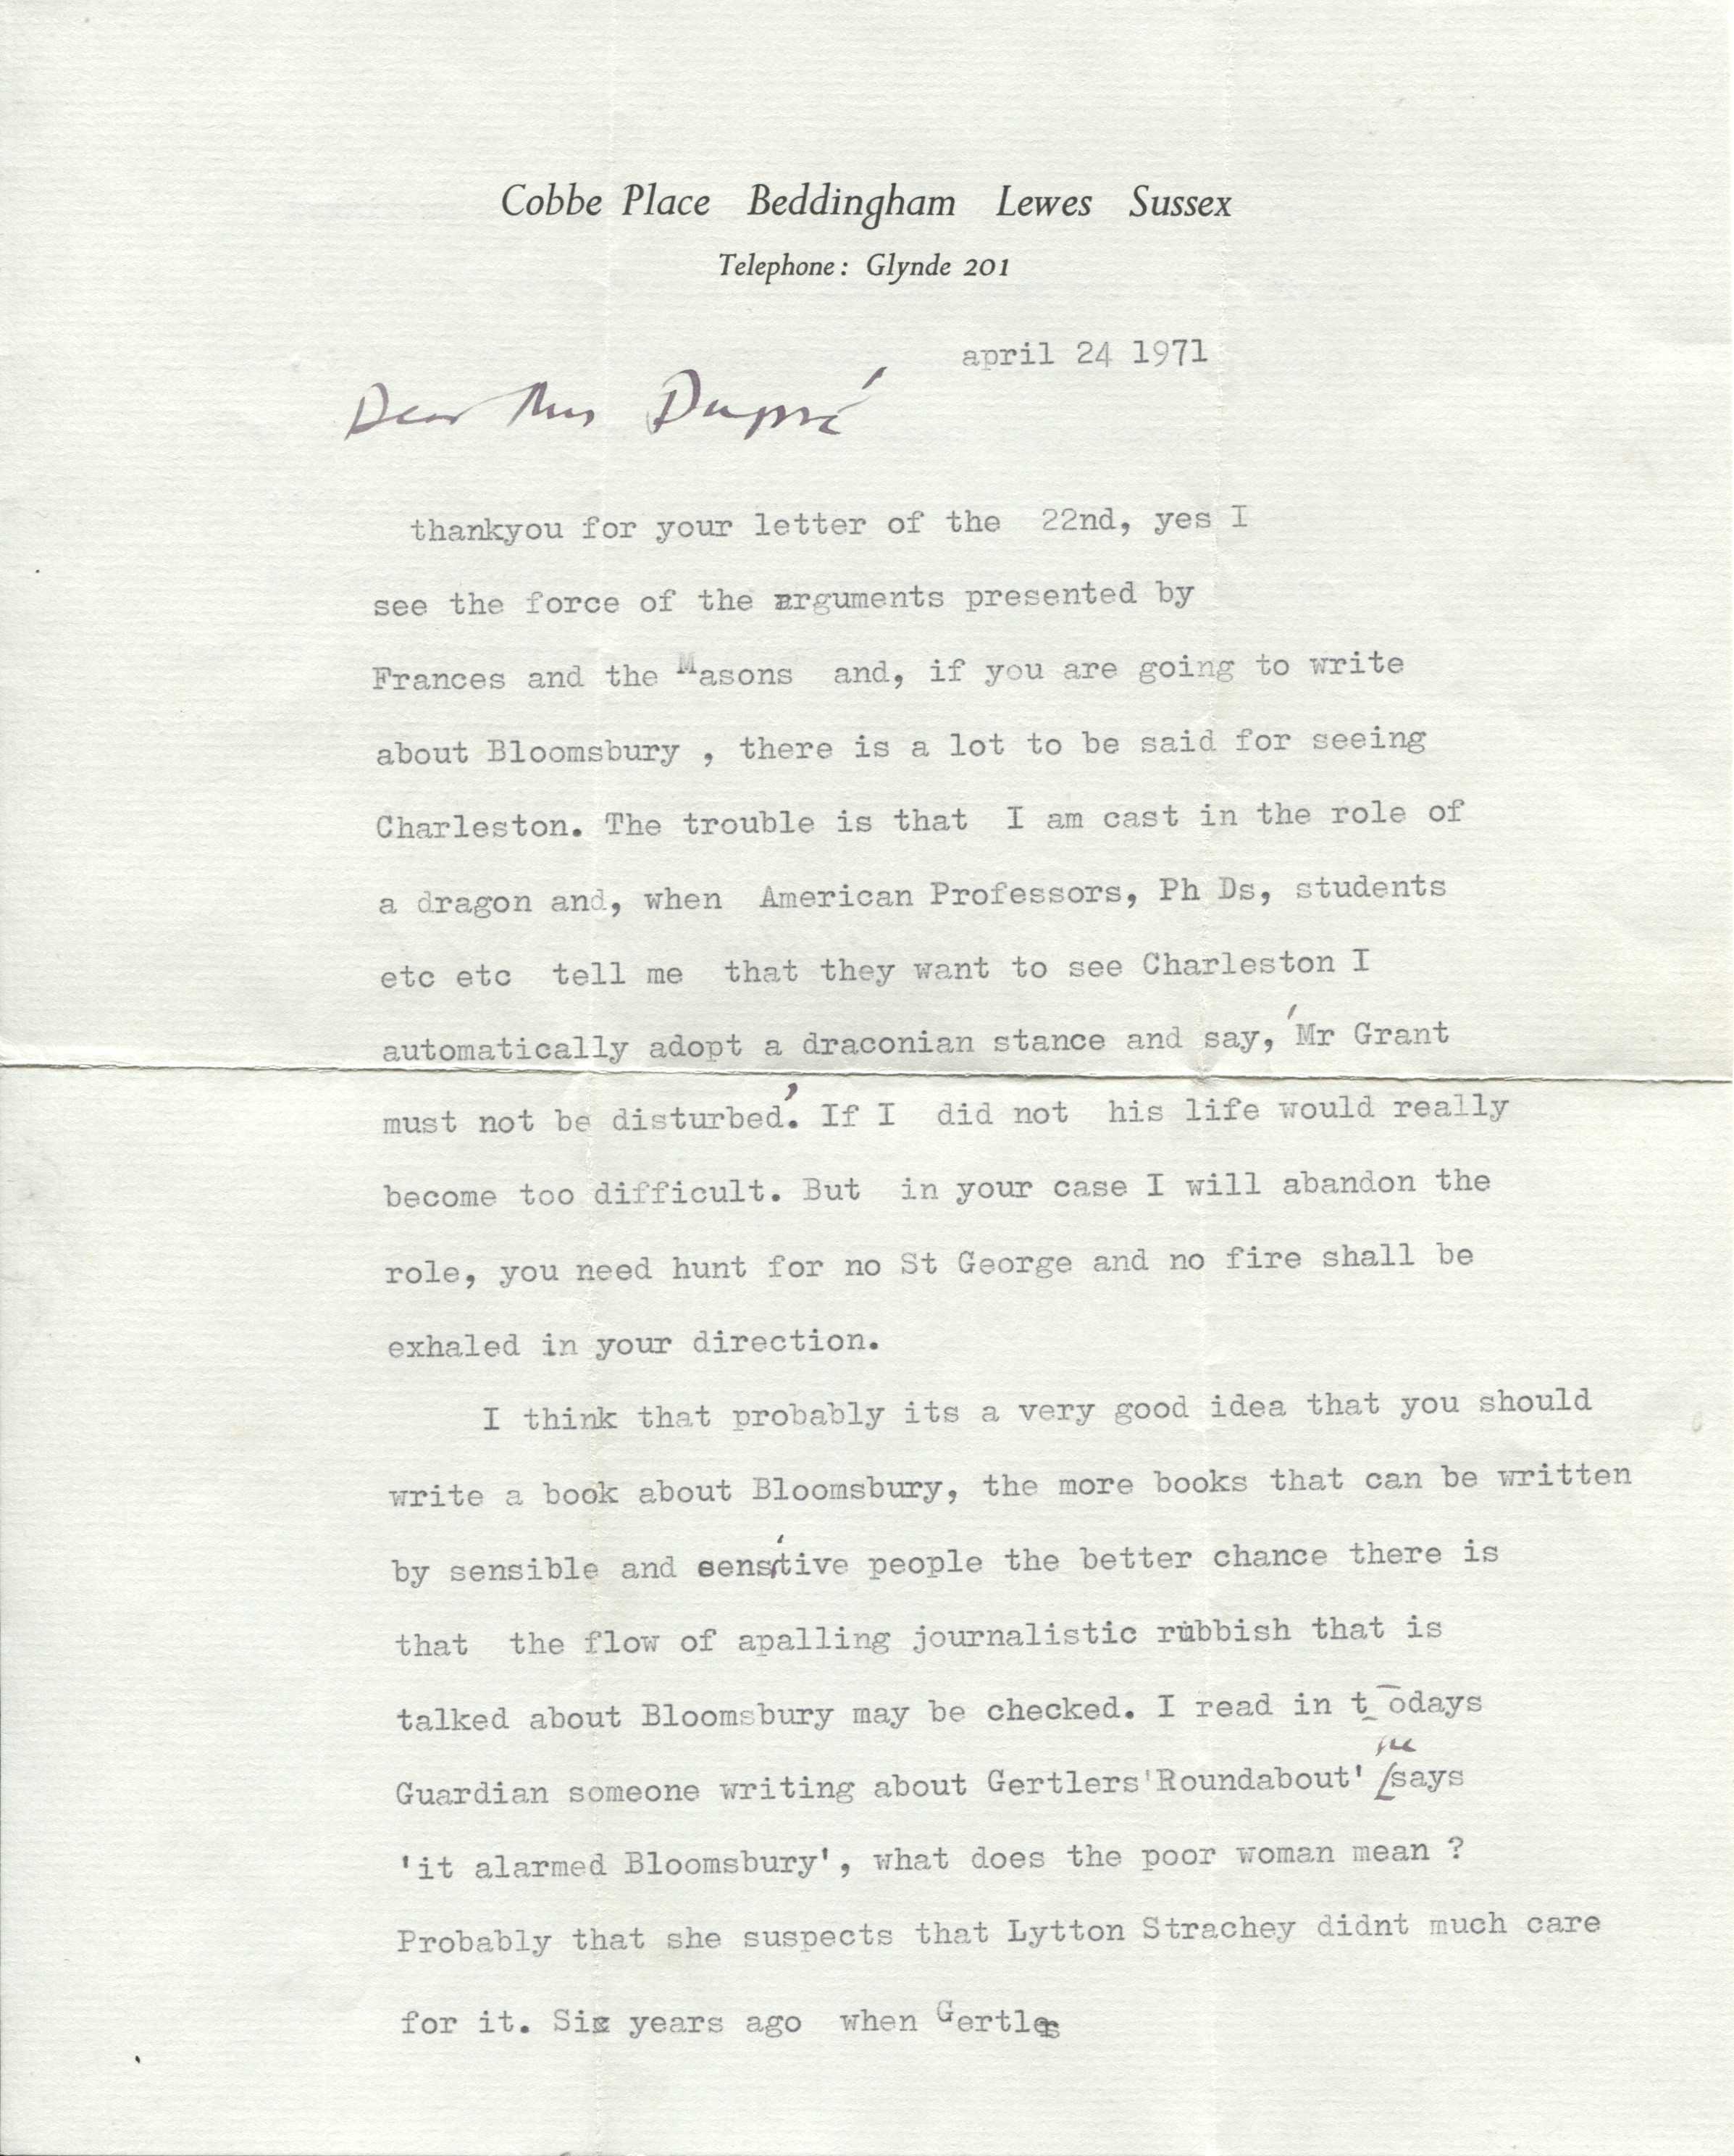 Cobbe Place Beddingham Lewes Sussex
Telephone: Glynde 201
april 24 1971
Dear Mrs Dupré
thankyou for your letter of the 22nd, yes I
see the force of the arguments presented by
Frances and the Masons and, if you are going to write
about Bloomsbury , there is a lot to be said for seeing
Charleston. The trouble is that I am cast in the role of
a dragon and, when American Professors, Ph Ds, students
etc etc tell me that they want to see Charleston I
automatically adopt a draconian stance and say, 'Mr Grant
must not be disturbed.' If I did not his life would really
become too difficult. But in your case I will abandon the
role, you need hunt for no St George and no fire shall be
exhaled in your direction.
I think that probably its a very good idea that you should
write a book about Bloomsbury, the more books that can be written
by sensible and sensitive people the better chance there is
that the flow of apalling journalistic rubbish that is
talked about Bloomsbury may be checked. I read in t odays
Guardian someone writing about Gertlers 'Roundabout' says
'it alarmed Bloomsbury', what does the poor woman mean ?
Probably that she suspects that Lytton Strachey didnt much care
for it. Six years ago when Gertlers